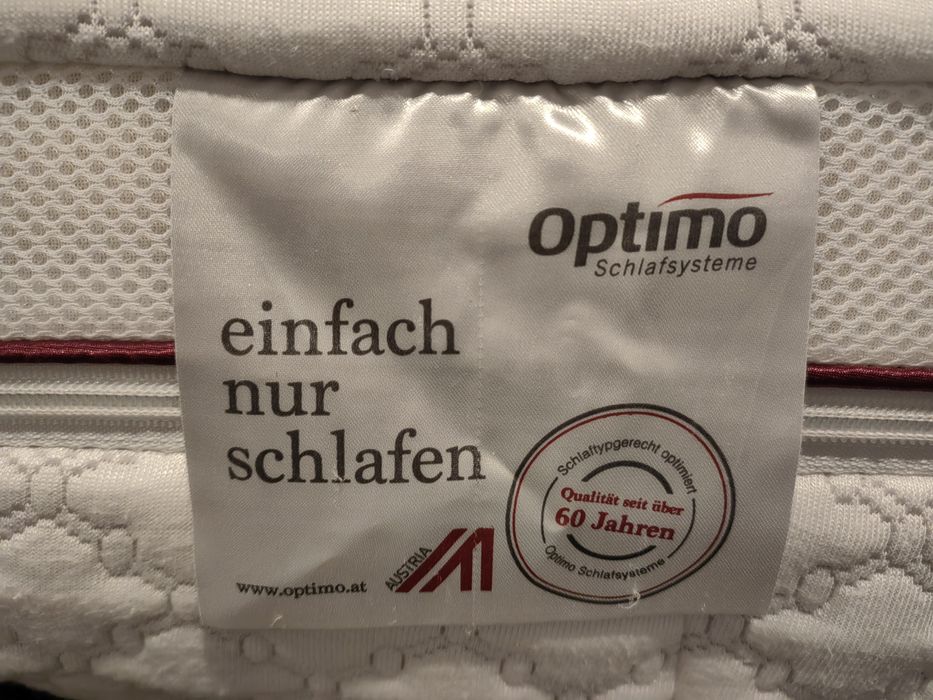 Optimo
Schlafsysteme
einfach
nur
schlafen
Schlaftypgerecht optimiert
Qualität seit über
60 Jahren
Optimo Schlafsysteme
www.optimo.at
AUSTRIA